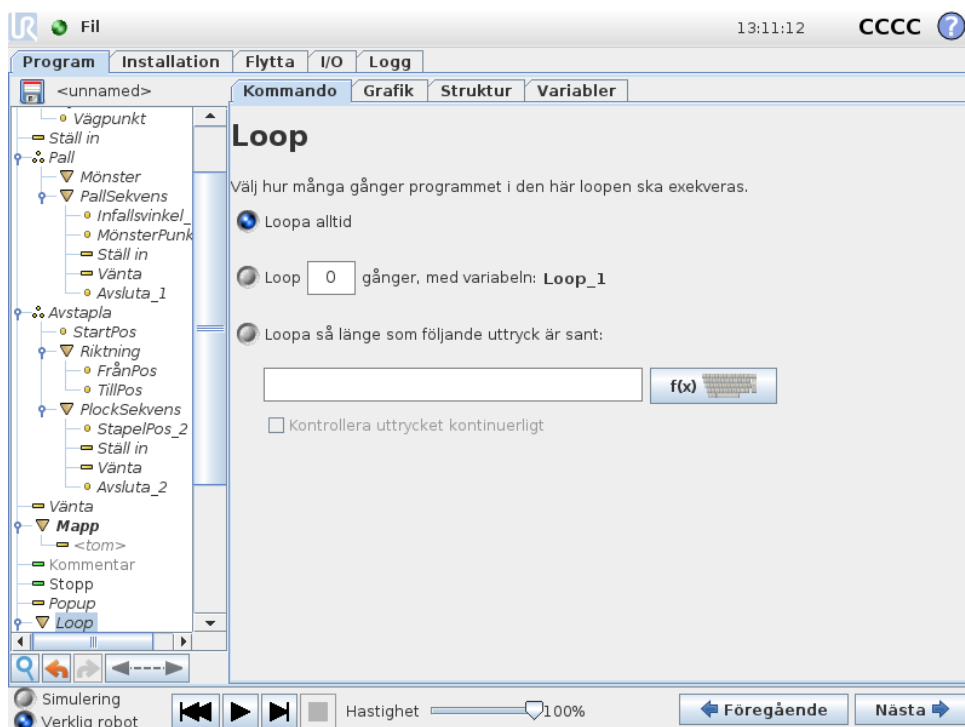 UR Fil 13:11:12 CCCC ?
Program Installation Flytta I/O Logg
<unnamed>
Kommando Grafik Struktur Variabler
Vägpunkt
Ställ in
Pall
Mönster
PallSekvens
Infallsvinkel_
MönsterPunk
Ställ in
Vänta
Avsluta_1
Avstapla
StartPos
Riktning
FrånPos
TillPos
PlockSekvens
StapelPos_2
Ställ in
Vänta
Avsluta_2
Vänta
Mapp
<tom>
Kommentar
Stopp
Popup
Loop
Loop
Välj hur många gånger programmet i den här loopen ska exekveras.
Loopa alltid
Loop 0 gånger, med variabeln: Loop_1
Loopa så länge som följande uttryck är sant:
f(x)
Kontrollera uttrycket kontinuerligt
Simulering
Verklig robot
Hastighet 100%
Föregående Nästa